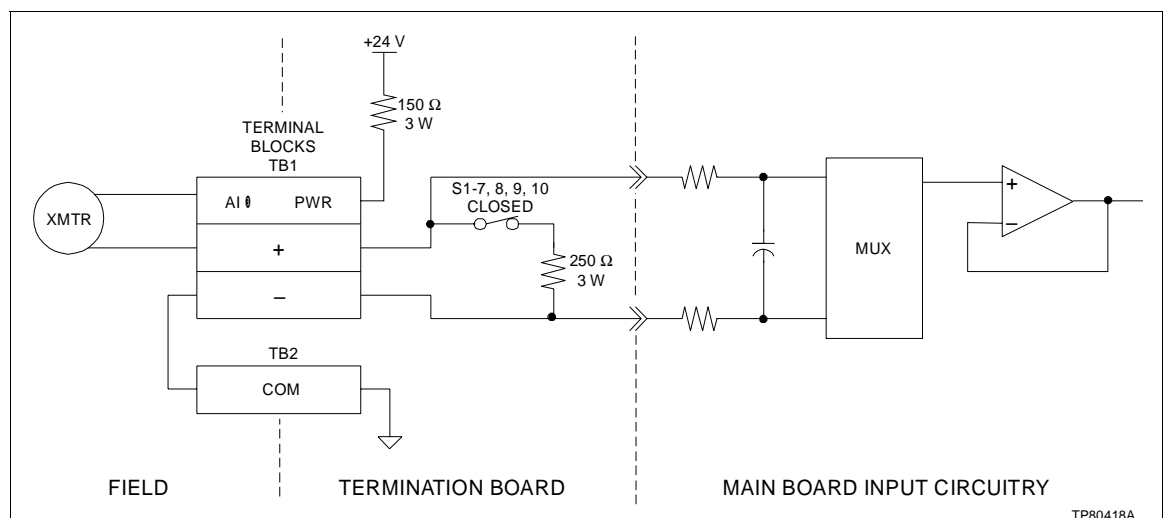 +24 V
150 Ω
3 W
TERMINAL
BLOCKS
TB1
XMTR
AI 0 PWR
+
–
S1-7, 8, 9, 10
CLOSED
250 Ω
3 W
MUX
+
–
TB2
COM
FIELD
TERMINATION BOARD
MAIN BOARD INPUT CIRCUITRY
TP80418A